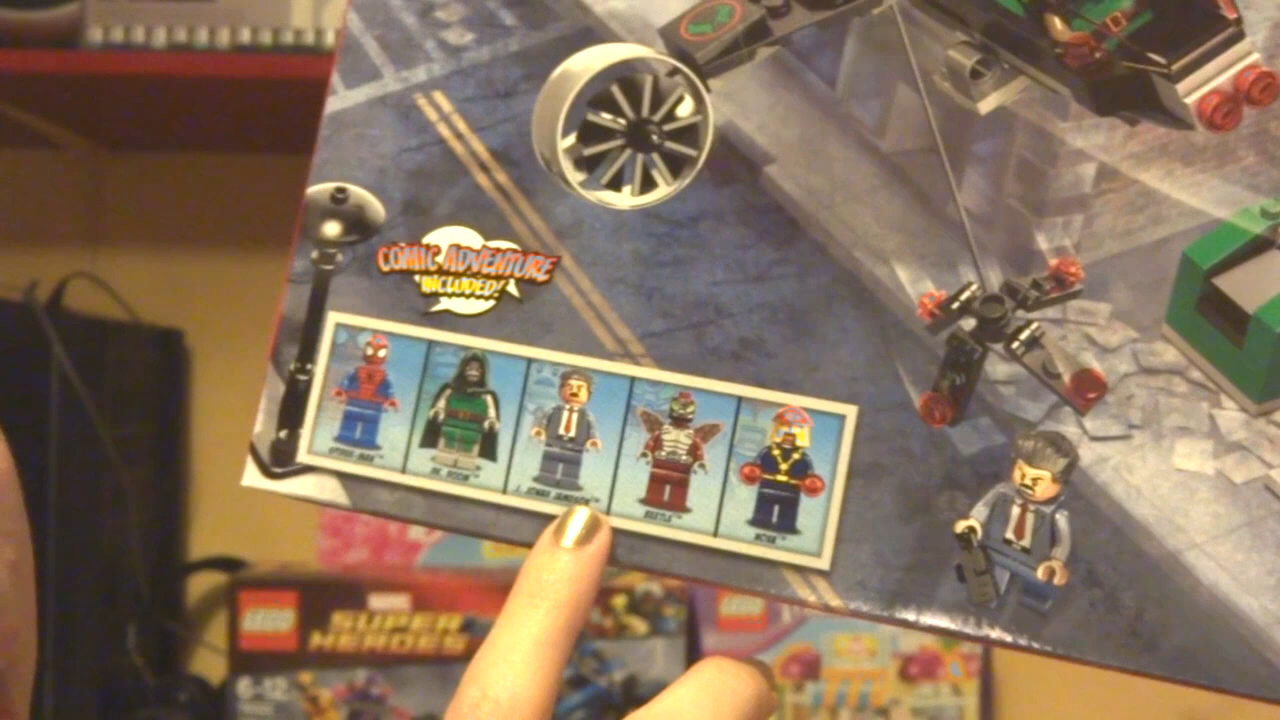 COMIC ADVENTURE
INCLUDED!
SPIDER-MAN™
DR. DOOM™
J. JONAH JAMESON™
BEETLE™
NOVA™
LEGO
MARVEL
SUPER
HEROES
6-12
LEGO